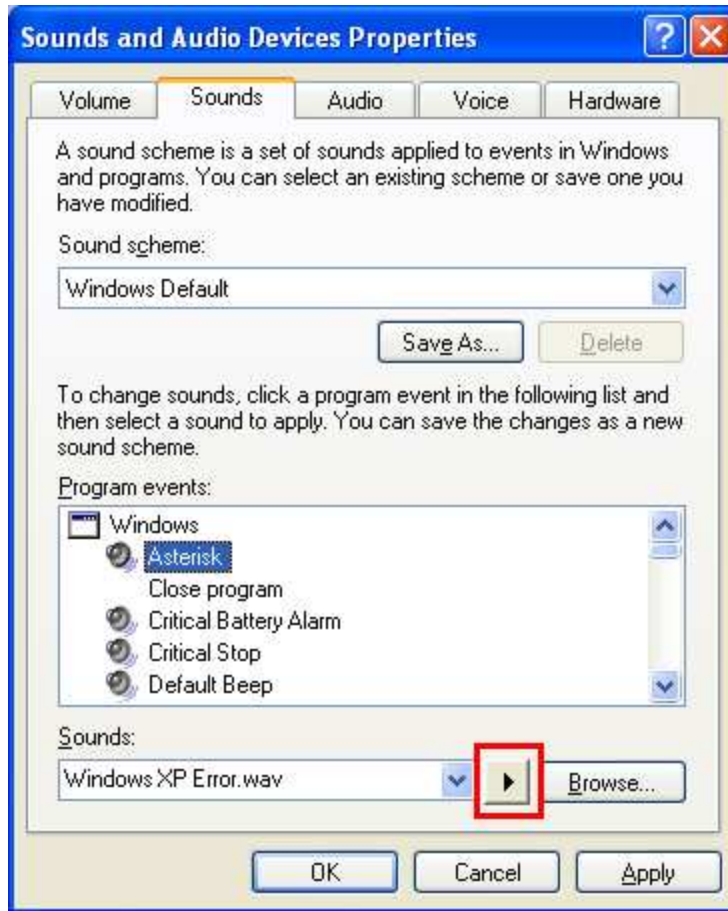 Sounds and Audio Devices Properties
Volume
Sounds
Audio
Voice
Hardware
A sound scheme is a set of sounds applied to events in Windows
and programs. You can select an existing scheme or save one you
have modified.
Sound scheme:
Windows Default
Save As...
Delete
To change sounds, click a program event in the following list and
then select a sound to apply. You can save the changes as a new
sound scheme.
Program events:
Windows
Asterisk
Close program
Critical Battery Alarm
Critical Stop
Default Beep
Sounds:
Windows XP Error.wav
Browse...
OK
Cancel
Apply